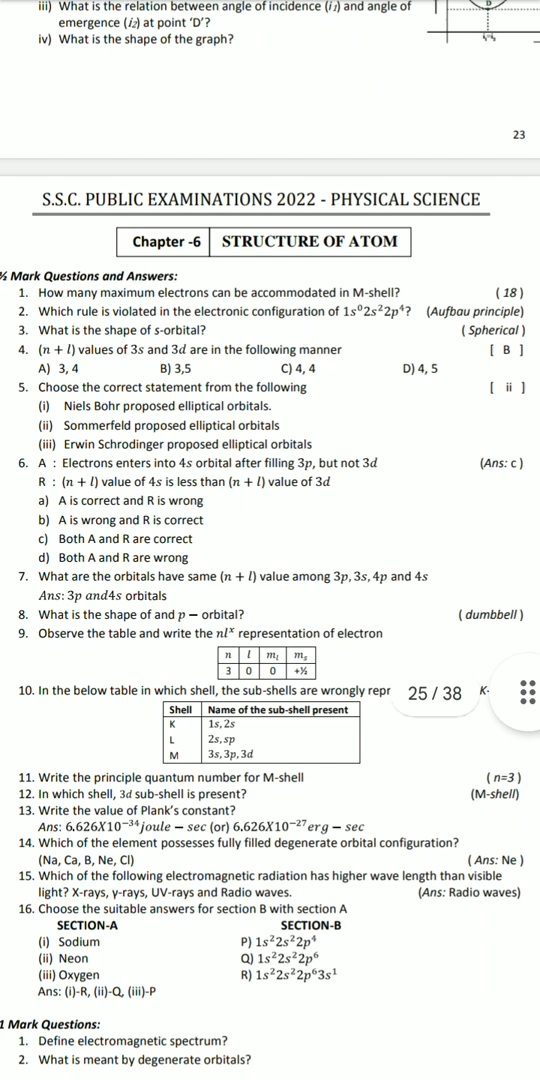 iii) What is the relation between angle of incidence (i₁) and angle of
emergence (i₂) at point 'D'?
iv) What is the shape of the graph?
D
23
S.S.C. PUBLIC EXAMINATIONS 2022 - PHYSICAL SCIENCE
Chapter -6 STRUCTURE OF ATOM
½ Mark Questions and Answers:
1. How many maximum electrons can be accommodated in M-shell? ( 18 )
2. Which rule is violated in the electronic configuration of 1s⁰2s²2p⁴? (Aufbau principle)
3. What is the shape of s-orbital? ( Spherical )
4. (n + l) values of 3s and 3d are in the following manner [ B ]
A) 3, 4 B) 3,5 C) 4, 4 D) 4, 5
5. Choose the correct statement from the following [ ii ]
(i) Niels Bohr proposed elliptical orbitals.
(ii) Sommerfeld proposed elliptical orbitals
(iii) Erwin Schrodinger proposed elliptical orbitals
6. A : Electrons enters into 4s orbital after filling 3p, but not 3d (Ans: c )
R : (n + l) value of 4s is less than (n + l) value of 3d
a) A is correct and R is wrong
b) A is wrong and R is correct
c) Both A and R are correct
d) Both A and R are wrong
7. What are the orbitals have same (n + l) value among 3p, 3s, 4p and 4s
Ans: 3p and4s orbitals
8. What is the shape of and p − orbital? ( dumbbell )
9. Observe the table and write the nlˣ representation of electron
n l mₗ mₛ
3 0 0 +½
10. In the below table in which shell, the sub-shells are wrongly repr 25 / 38 K-
Shell Name of the sub-shell present
K 1s, 2s
L 2s, sp
M 3s, 3p, 3d
11. Write the principle quantum number for M-shell ( n=3 )
12. In which shell, 3d sub-shell is present? (M-shell)
13. Write the value of Plank's constant?
Ans: 6.626X10⁻³⁴joule − sec (or) 6.626X10⁻²⁷erg − sec
14. Which of the element possesses fully filled degenerate orbital configuration?
(Na, Ca, B, Ne, Cl) ( Ans: Ne )
15. Which of the following electromagnetic radiation has higher wave length than visible
light? X-rays, γ-rays, UV-rays and Radio waves. (Ans: Radio waves)
16. Choose the suitable answers for section B with section A
SECTION-A SECTION-B
(i) Sodium P) 1s²2s²2p⁴
(ii) Neon Q) 1s²2s²2p⁶
(iii) Oxygen R) 1s²2s²2p⁶3s¹
Ans: (i)-R, (ii)-Q, (iii)-P
1 Mark Questions:
1. Define electromagnetic spectrum?
2. What is meant by degenerate orbitals?